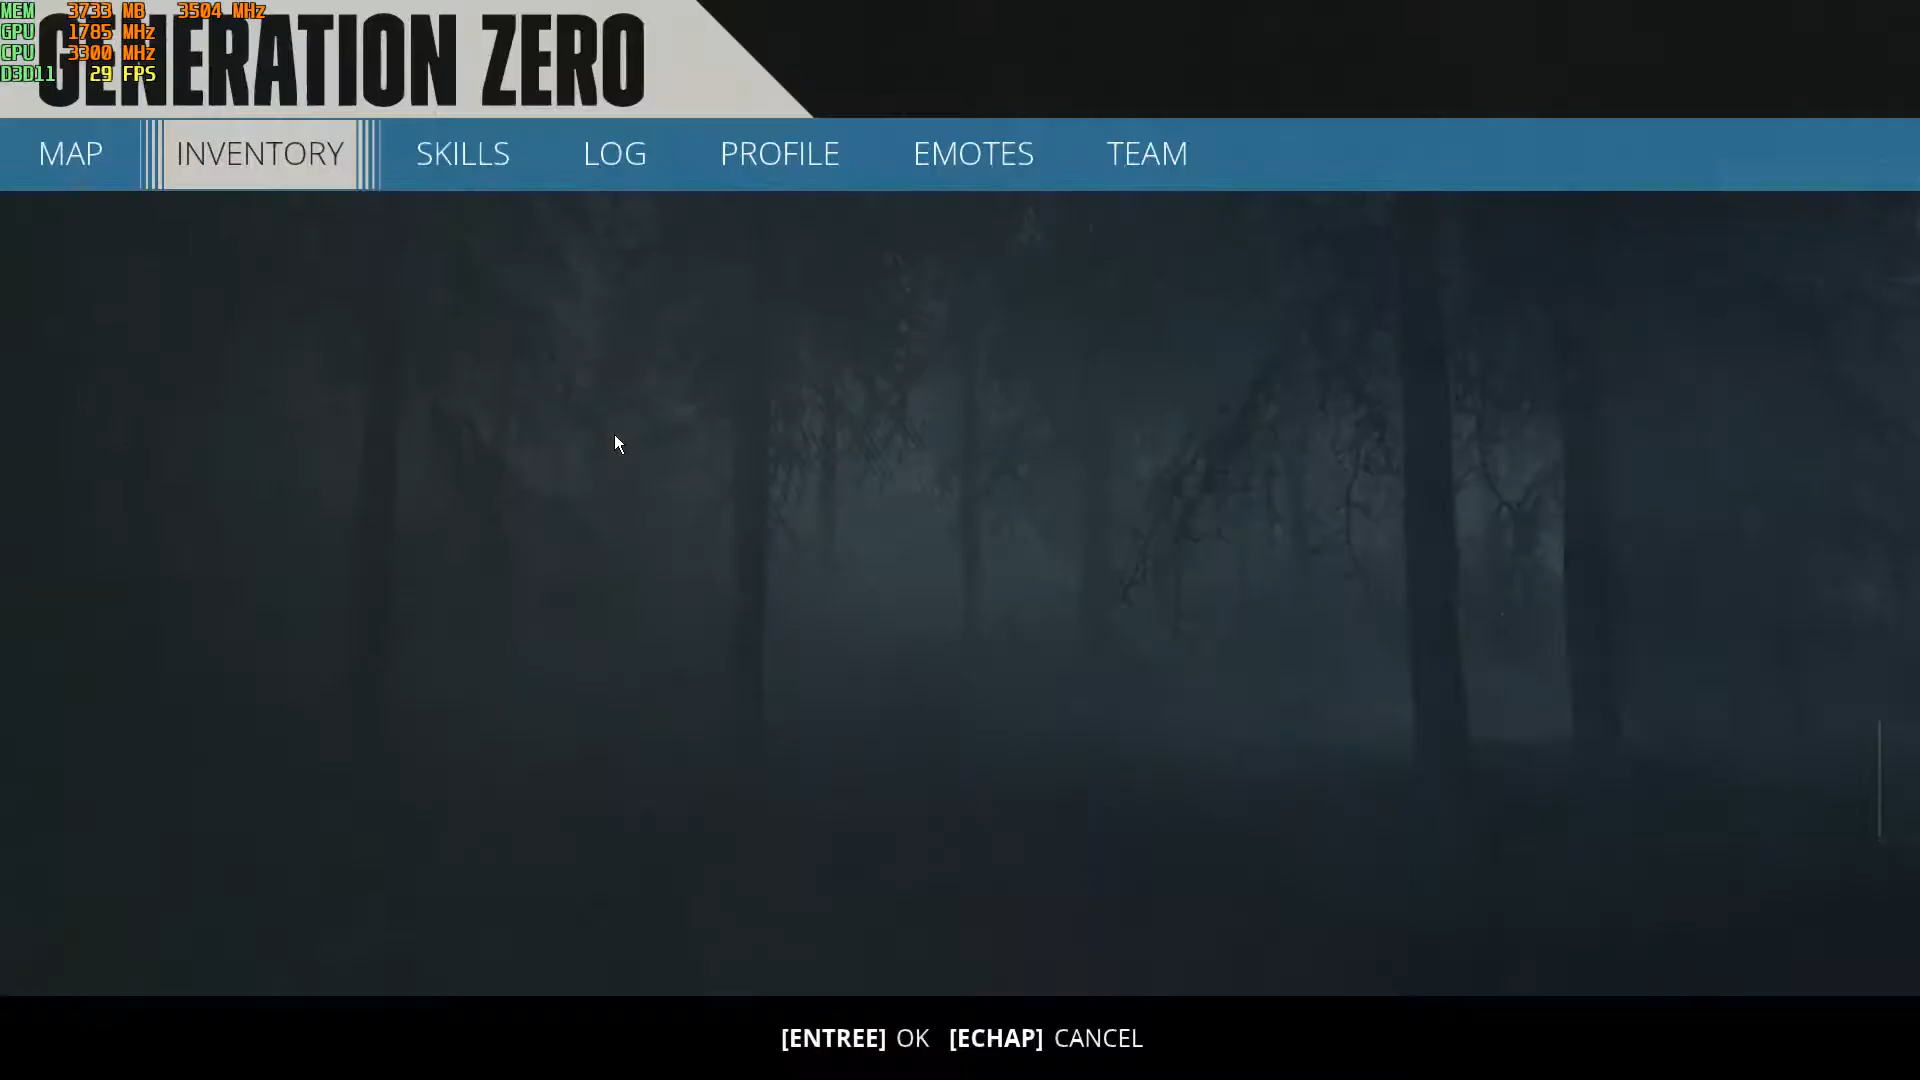 MEM 3733 MB 3504 MHz
GPU 1785 MHz
CPU 3300 MHz
D3D11 29 FPS
GENERATION ZERO
MAP INVENTORY SKILLS LOG PROFILE EMOTES TEAM
[ENTREE] OK [ECHAP] CANCEL